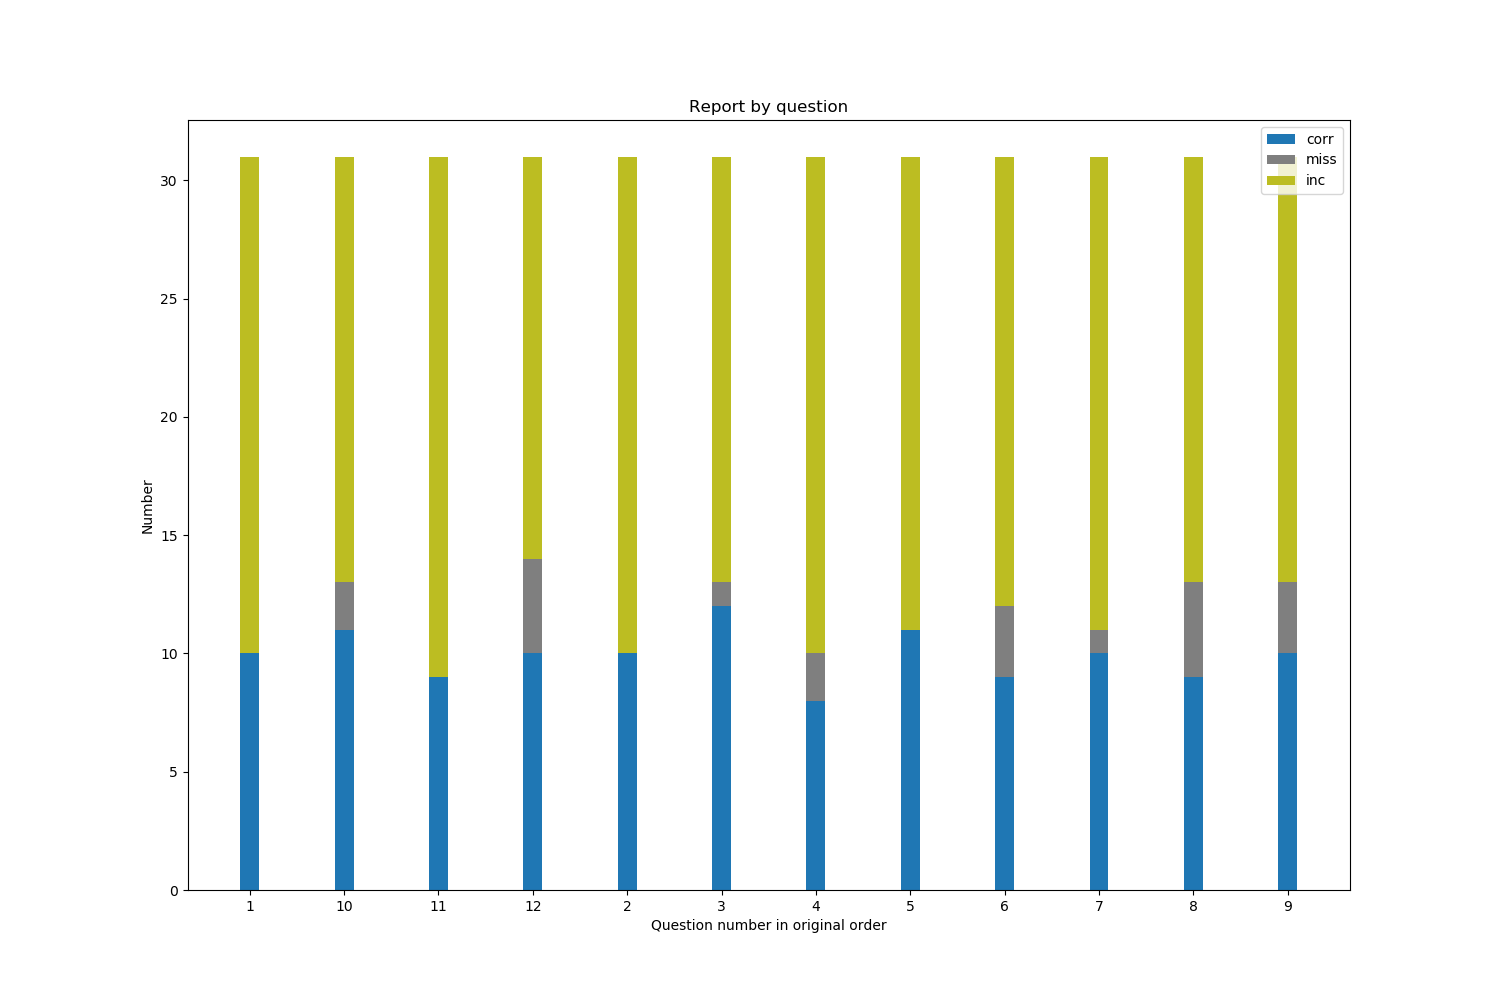 Report by question
corr
miss
inc
30
25
20
15
10
5
0
Number
1 10 11 12 2 3 4 5 6 7 8 9
Question number in original order